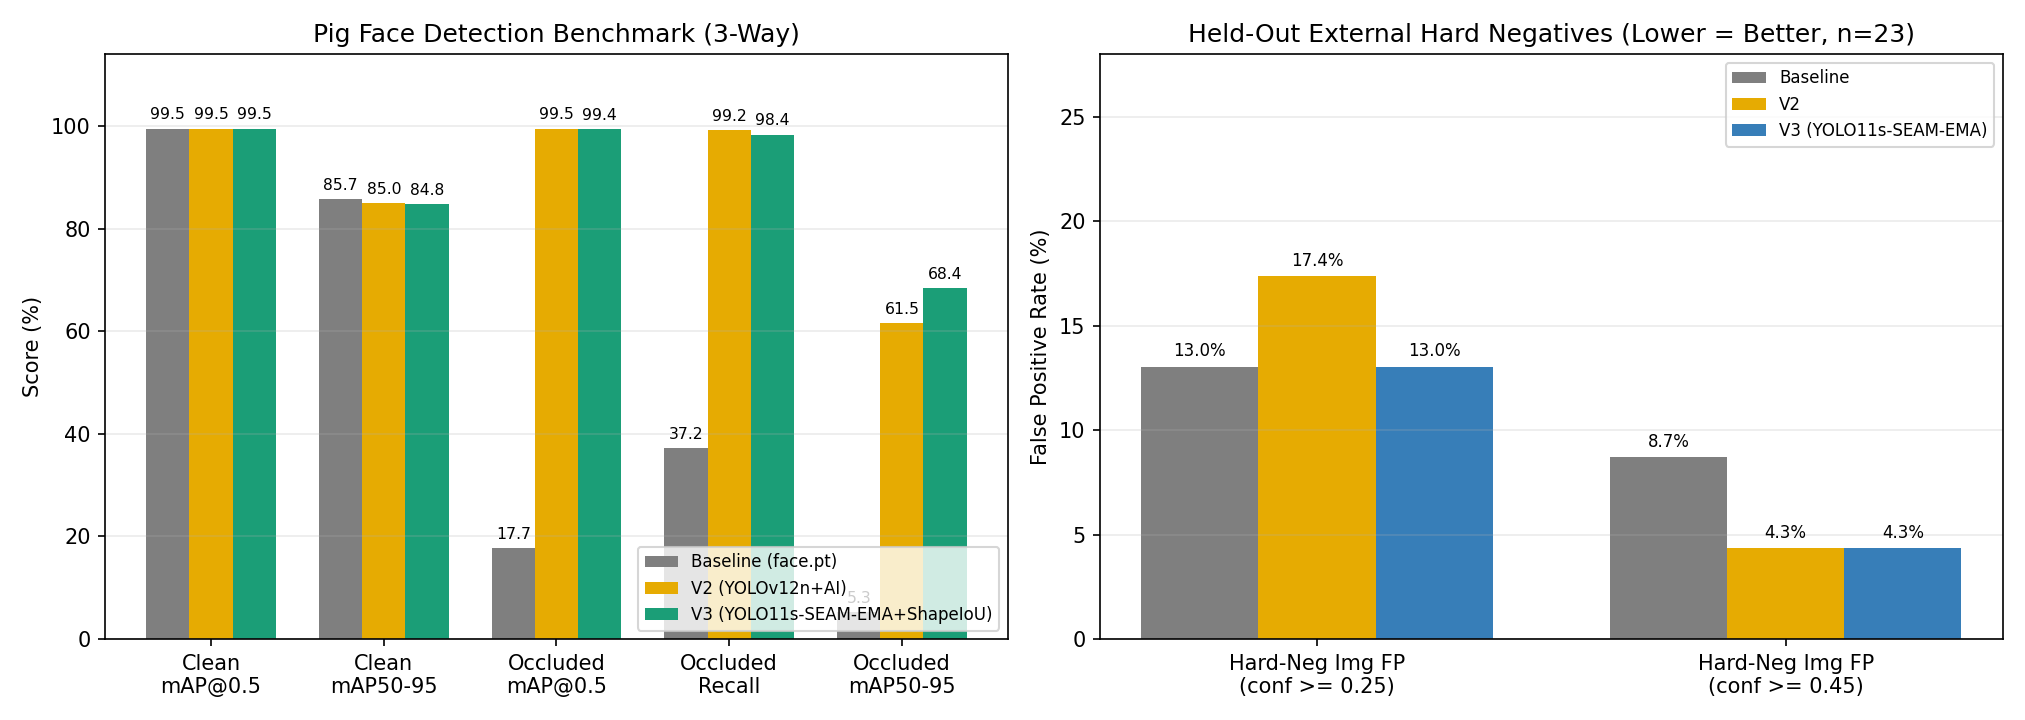 Pig Face Detection Benchmark (3-Way)
Score (%)
100
80
60
40
20
0
99.5 99.5 99.5
85.7 85.0 84.8
17.7 99.5 99.4
37.2 99.2 98.4
5.3 61.5 68.4
Baseline (face.pt)
V2 (YOLOv12n+AI)
V3 (YOLO11s-SEAM-EMA+ShapeIoU)
Clean
mAP@0.5
Clean
mAP50-95
Occluded
mAP@0.5
Occluded
Recall
Occluded
mAP50-95
Held-Out External Hard Negatives (Lower = Better, n=23)
False Positive Rate (%)
25
20
15
10
5
0
Baseline
V2
V3 (YOLO11s-SEAM-EMA)
13.0% 17.4% 13.0%
8.7% 4.3% 4.3%
Hard-Neg Img FP
(conf >= 0.25)
Hard-Neg Img FP
(conf >= 0.45)